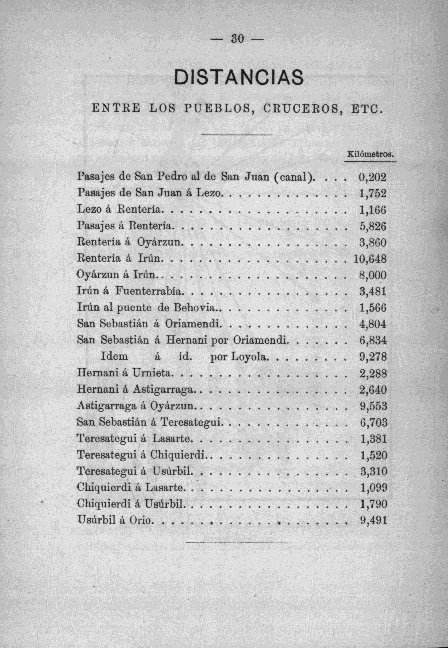 — 30 —
DISTANCIAS
ENTRE LOS PUEBLOS, CRUCEROS, ETC.
Kilómetros.
Pasajes de San Pedro al de San Juan (canal). . . . 0,202
Pasajes de San Juan á Lezo. . . . . . . . . . . . 1,752
Lezo á Rentería. . . . . . . . . . . . . . . . . . 1,166
Pasajes á Rentería. . . . . . . . . . . . . . . . . 5,826
Rentería á Oyárzun. . . . . . . . . . . . . . . . 3,860
Rentería á Irún. . . . . . . . . . . . . . . . . . 10,648
Oyárzun á Irún. . . . . . . . . . . . . . . . . . 8,000
Irún á Fuenterrabía. . . . . . . . . . . . . . . . 3,481
Irún al puente de Behovia. . . . . . . . . . . . . 1,566
San Sebastián á Oriamendi. . . . . . . . . . . . 4,804
San Sebastián á Hernani por Oriamendi. . . . . . 6,834
Idem á id. por Loyola. . . . . . . . . 9,278
Hernani á Urnieta. . . . . . . . . . . . . . . . . 2,288
Hernani á Astigarraga. . . . . . . . . . . . . . . 2,640
Astigarraga á Oyárzun. . . . . . . . . . . . . . . 9,553
San Sebastián á Teresategui. . . . . . . . . . . . 6,703
Teresategui á Lasarte. . . . . . . . . . . . . . . 1,381
Teresategui á Chiquierdi. . . . . . . . . . . . . . 1,520
Teresategui á Usúrbil. . . . . . . . . . . . . . . 3,310
Chiquierdi á Lasarte. . . . . . . . . . . . . . . . 1,099
Chiquierdi á Usúrbil. . . . . . . . . . . . . . . . 1,790
Usúrbil á Orio. . . . . . . . . . . . . . . . . . . 9,491